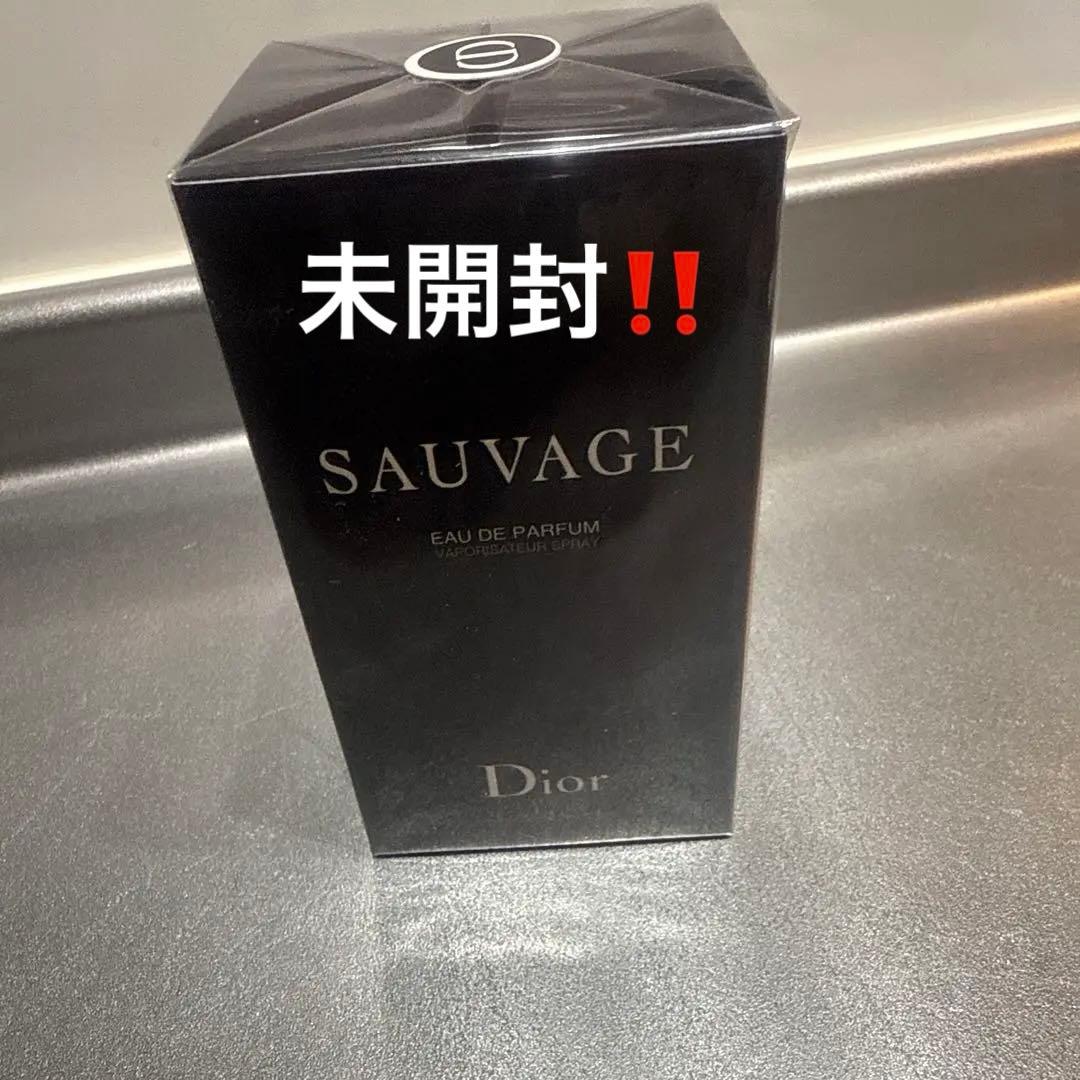 未開封‼️
SAUVAGE
EAU DE PARFUM
VAPORISATEUR SPRAY
Dior